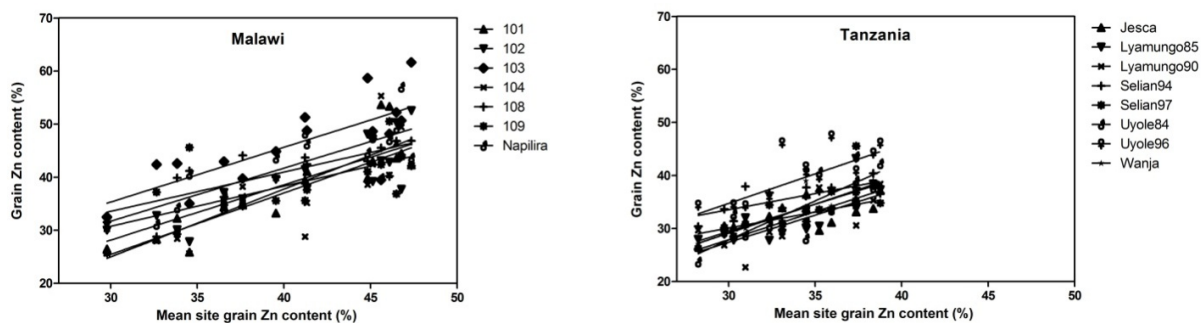 Malawi
Grain Zn content (%)
70
60
50
40
30
20
30
35
40
45
50
Mean site grain Zn content (%)
101
102
103
104
108
109
Napilira
Tanzania
Grain Zn content (%)
70
60
50
40
30
20
30
35
40
45
50
Mean site grain Zn content (%)
Jesca
Lyamungo85
Lyamungo90
Selian94
Selian97
Uyole84
Uyole96
Wanja